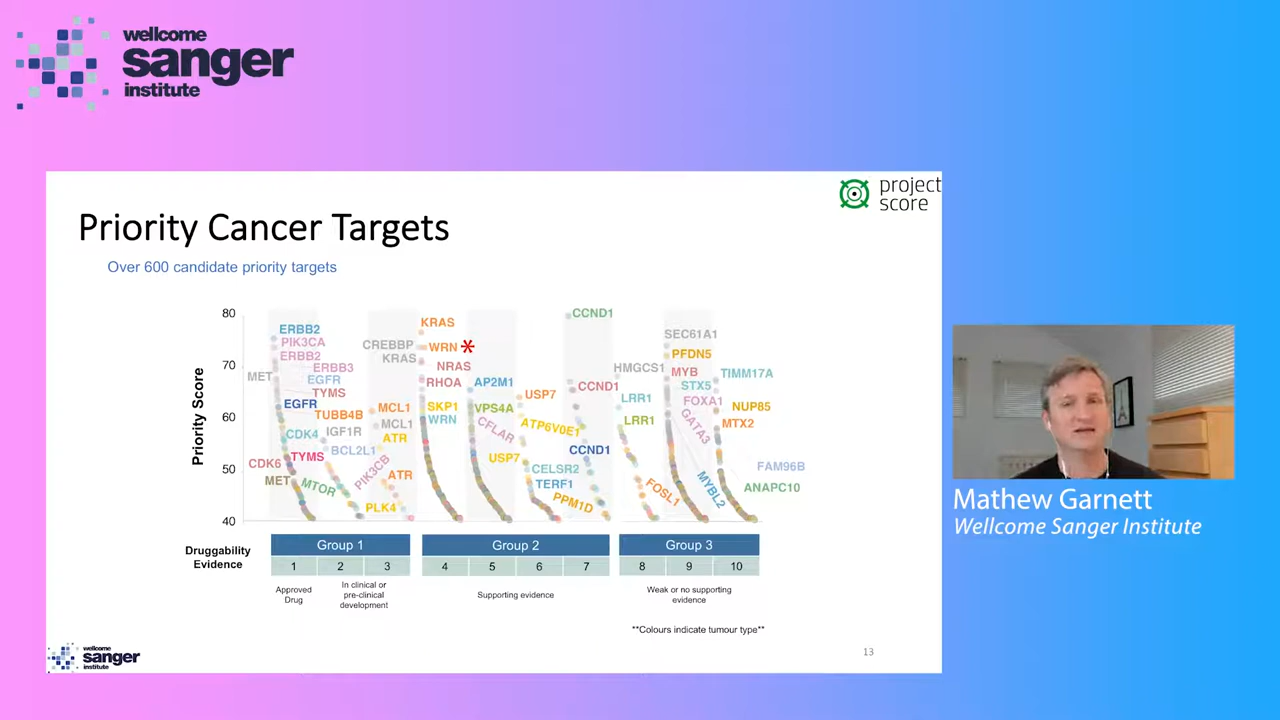 wellcome
sanger
institute
project
score
Priority Cancer Targets
Over 600 candidate priority targets
Priority Score
80
70
60
50
40
ERBB2
PIK3CA
ERBB2
ERBB3
MET
EGFR
TYMS
EGFR
TUBB4B
CDK4
IGF1R
BCL2L1
TYMS
CDK6
MET
MTOR
PIK3CB
PLK4
CREBBP
KRAS
MCL1
MCL1
ATR
ATR
KRAS
WRN *
NRAS
RHOA
SKP1
WRN
AP2M1
VPS4A
CFLAR
USP7
USP7
ATP6V0E1
CELSR2
TERF1
PPM1D
CCND1
CCND1
CCND1
HMGCS1
LRR1
LRR1
FOSL1
SEC61A1
PFDN5
MYB
STX5
FOXA1
GATA3
MYBL2
TIMM17A
NUP85
MTX2
FAM96B
ANAPC10
Druggability
Evidence
Group 1
Group 2
Group 3
1 2 3 4 5 6 7 8 9 10
Approved
Drug
In clinical or
pre-clinical
development
Supporting evidence
Weak or no supporting
evidence
**Colours indicate tumour type**
wellcome
sanger
institute
13
Mathew Garnett
Wellcome Sanger Institute